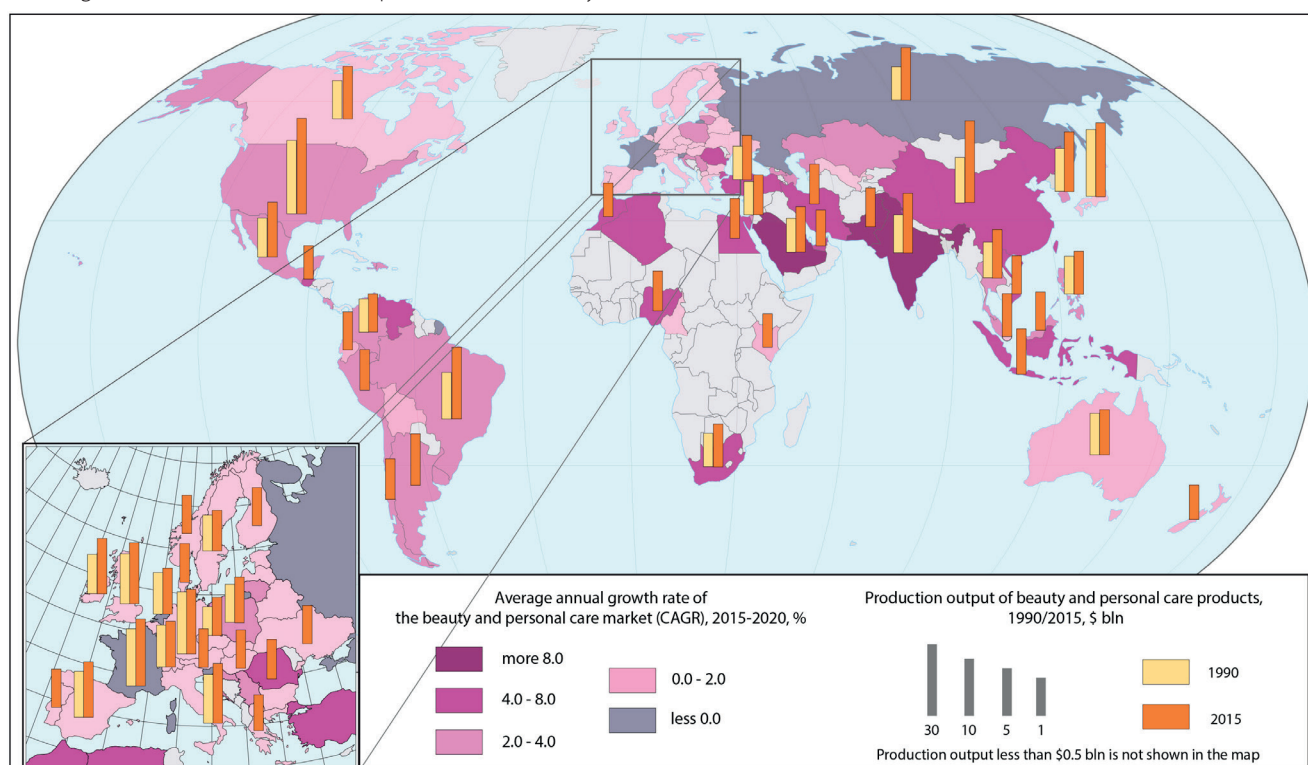 Average annual growth rate of
the beauty and personal care market (CAGR), 2015-2020, %
more 8.0
4.0 - 8.0
2.0 - 4.0
0.0 - 2.0
less 0.0
Production output of beauty and personal care products,
1990/2015, $ bln
30 10 5 1
1990
2015
Production output less than $0.5 bln is not shown in the map